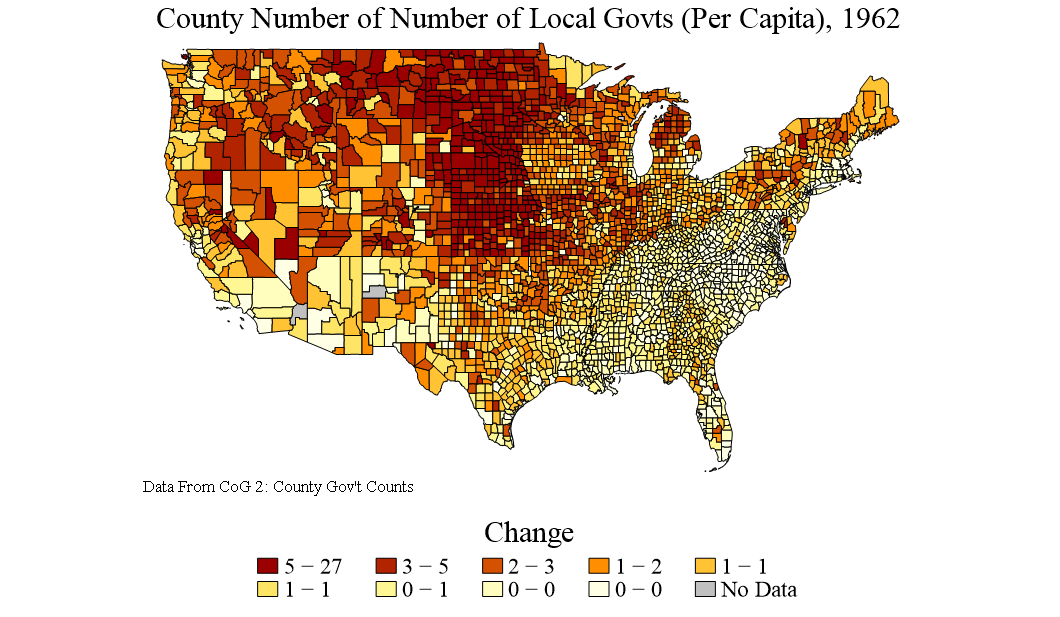 County Number of Number of Local Govts (Per Capita), 1962
Data From CoG 2: County Gov't Counts
Change
5 − 27 3 − 5 2 − 3 1 − 2 1 − 1
1 − 1 0 − 1 0 − 0 0 − 0 No Data